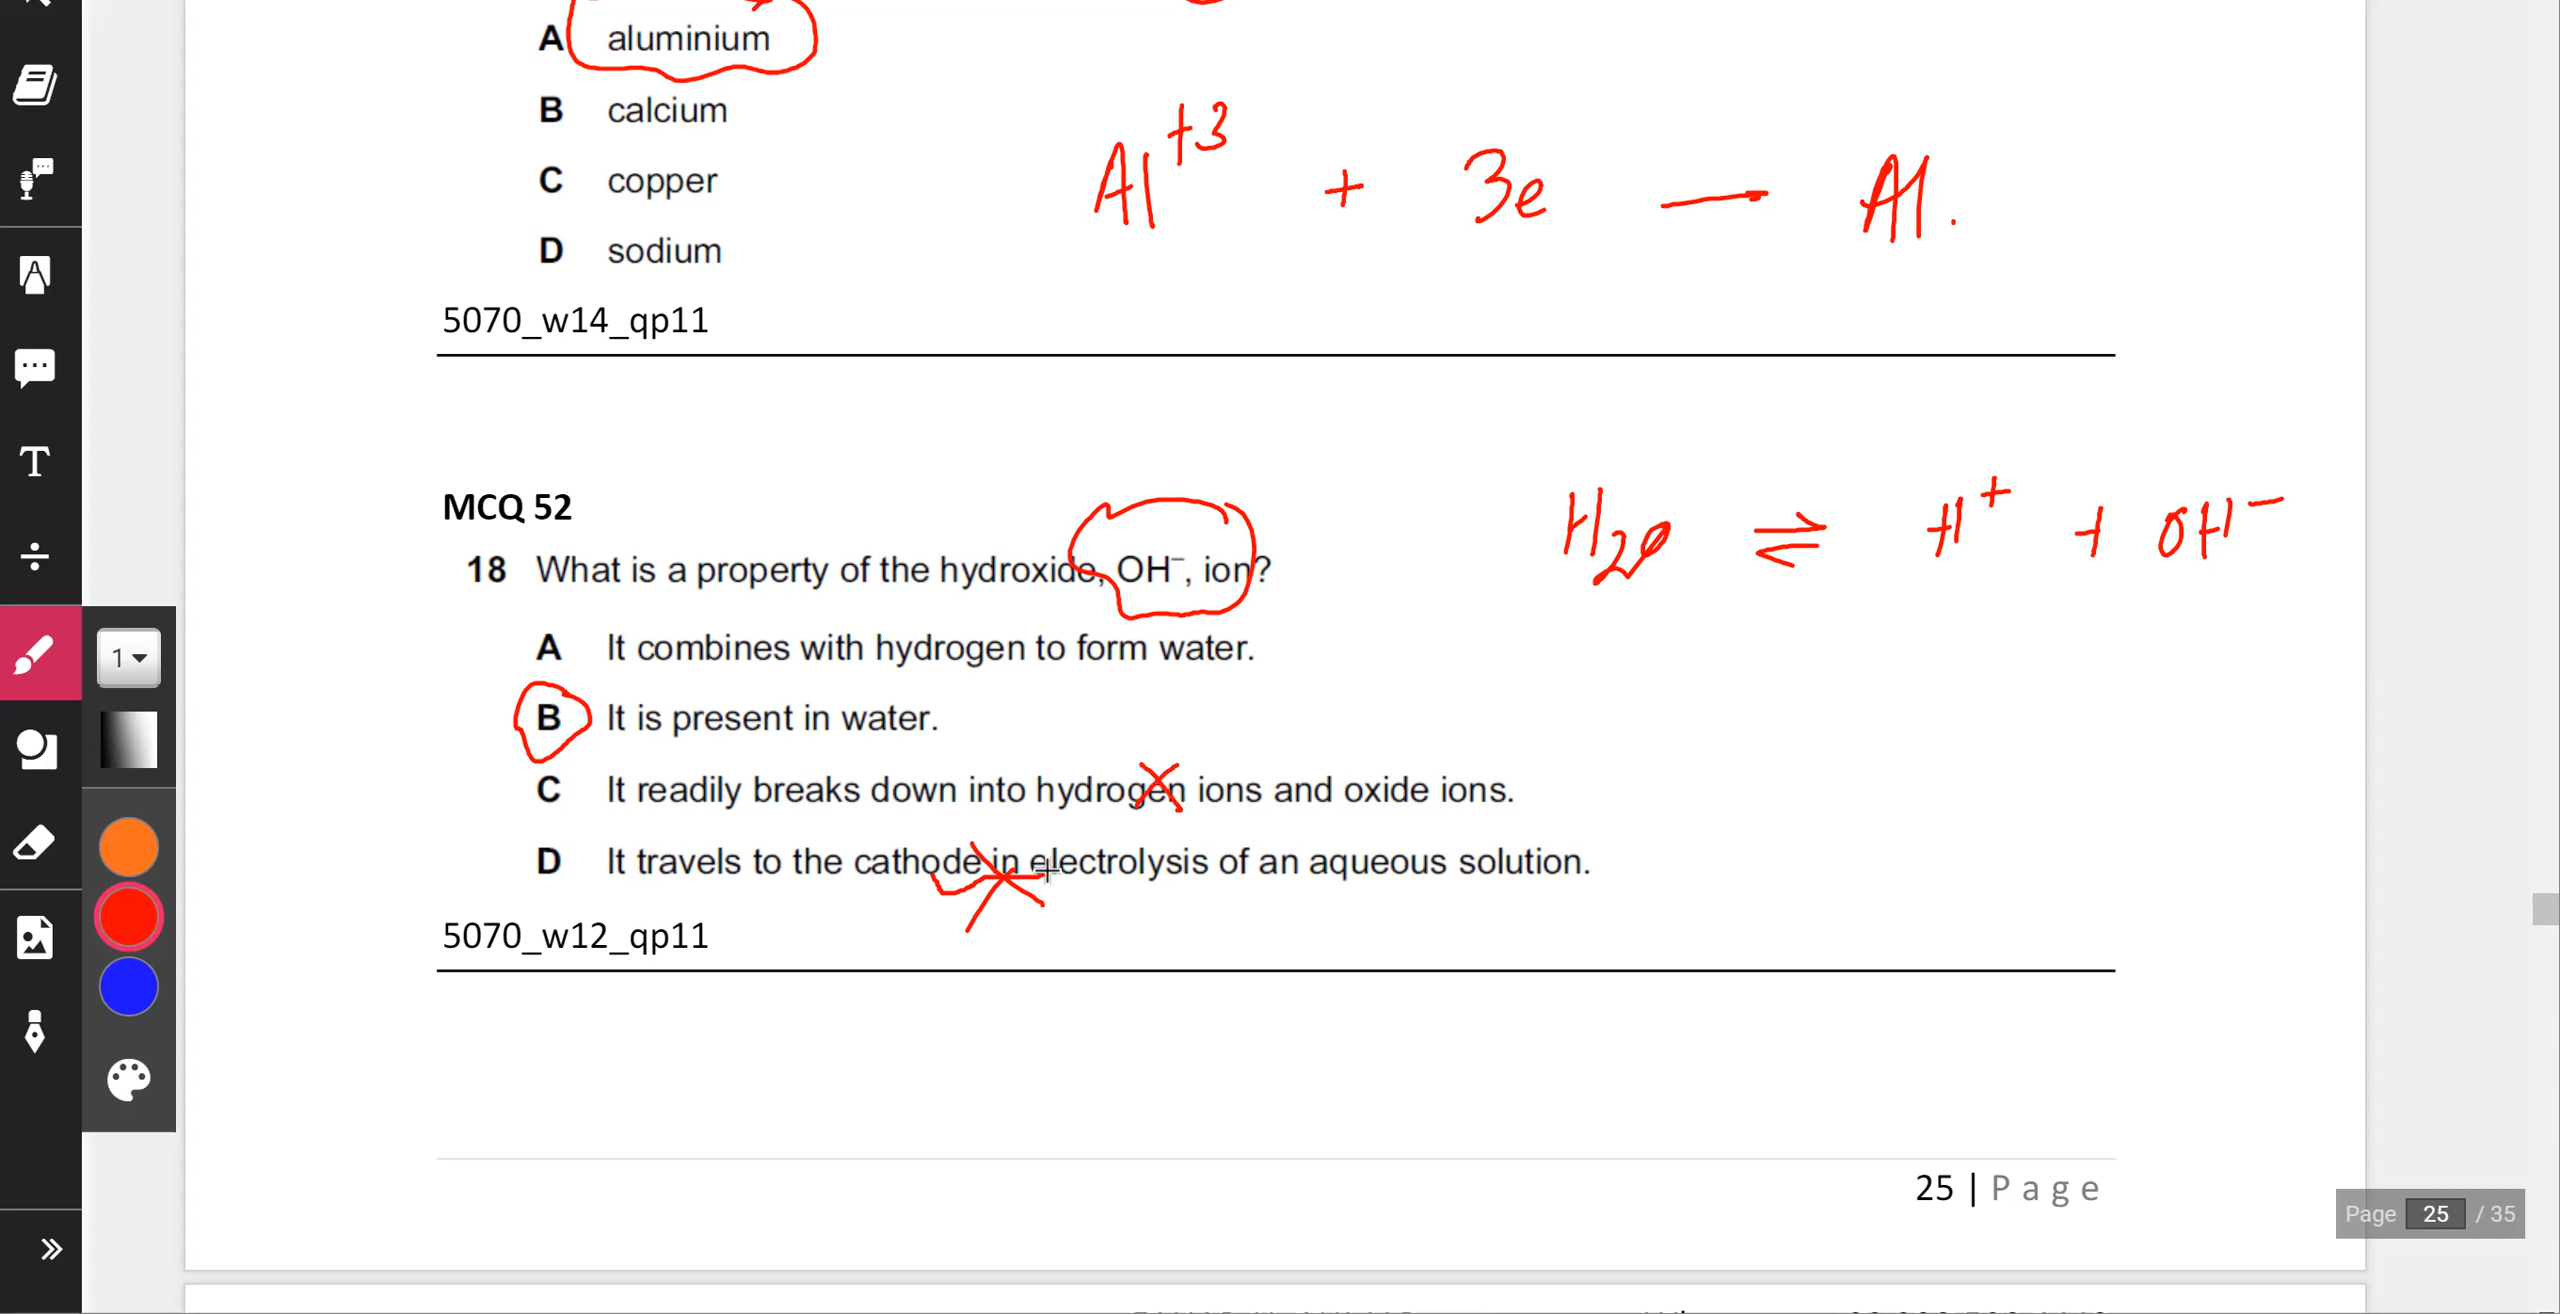 A aluminium
B calcium
Al +3 + 3e — Al.
C copper
D sodium
5070_w14_qp11
MCQ 52
H2O ⇌ H+ + OH−
18 What is a property of the hydroxide, OH−, ion?
A It combines with hydrogen to form water.
B It is present in water.
C It readily breaks down into hydrogen ions and oxide ions.
D It travels to the cathode in electrolysis of an aqueous solution.
5070_w12_qp11
25 | Page
Page 25 / 35
T
1